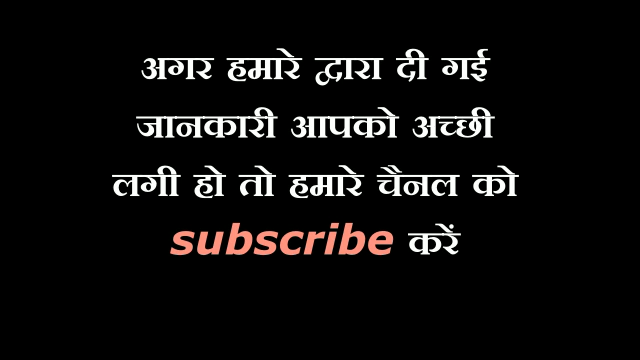 अगर हमारे द्वारा दी गई
जानकारी आपको अच्छी
लगी हो तो हमारे चैनल को
subscribe करें